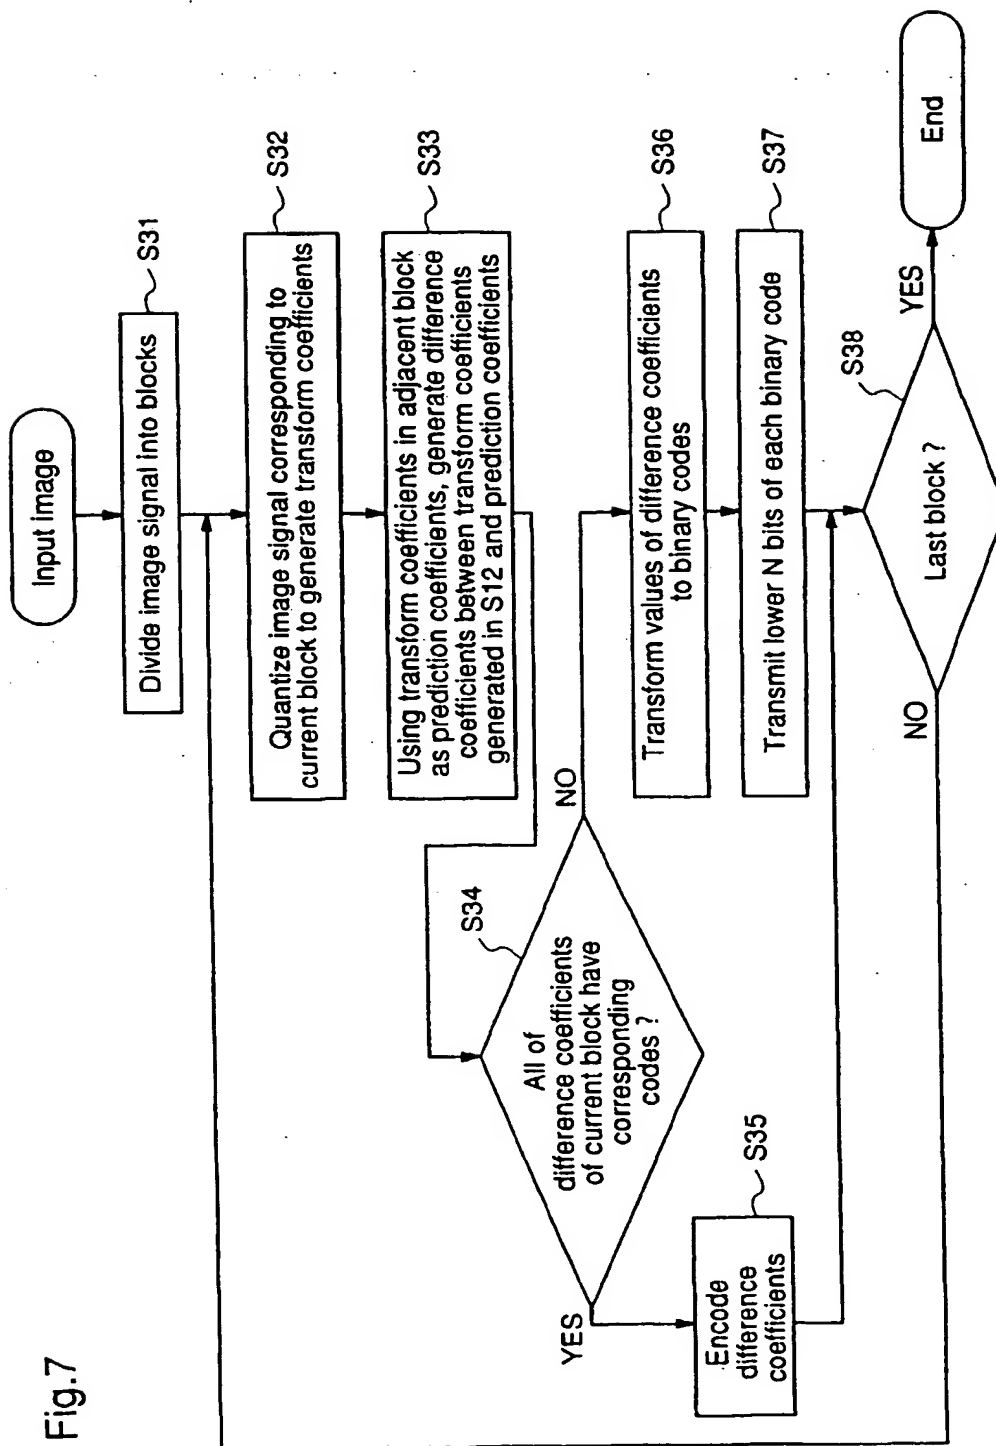 Fig.7
Input image
Divide image signal into blocks
S31
Quantize image signal corresponding to
current block to generate transform coefficients
S32
Using transform coefficients in adjacent block
as prediction coefficients, generate difference
coefficients between transform coefficients
generated in S12 and prediction coefficients
S33
All of
difference coefficients
of current block have
corresponding
codes ?
S34
YES
NO
Encode
difference
coefficients
S35
Transform values of difference coefficients
to binary codes
S36
Transmit lower N bits of each binary code
S37
Last block ?
S38
NO
YES
End